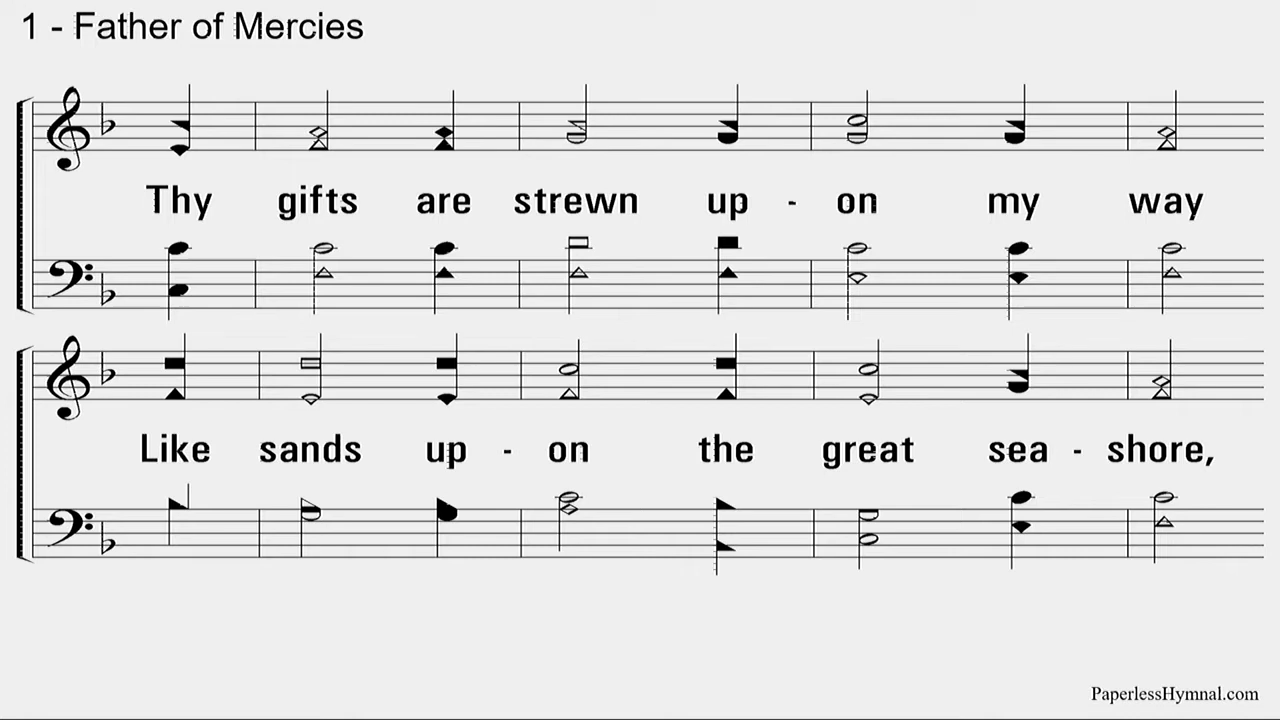 1 - Father of Mercies
Thy gifts are strewn up - on my way
Like sands up - on the great sea - shore,
PaperlessHymnal.com